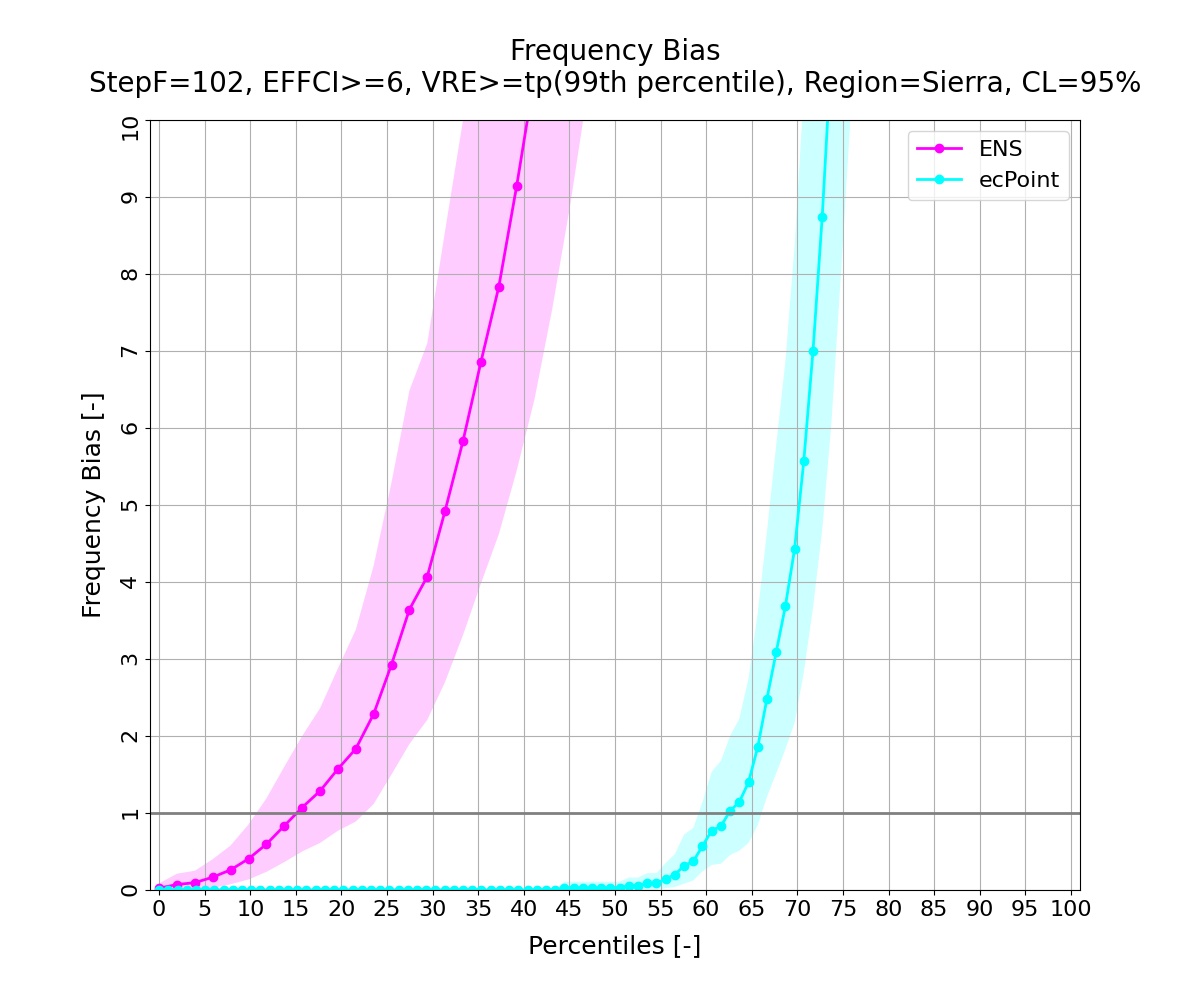 Frequency Bias
StepF=102, EFFCI>=6, VRE>=tp(99th percentile), Region=Sierra, CL=95%
ENS
ecPoint
Frequency Bias [-]
10
9
8
7
6
5
4
3
2
1
0
0 5 10 15 20 25 30 35 40 45 50 55 60 65 70 75 80 85 90 95 100
Percentiles [-]